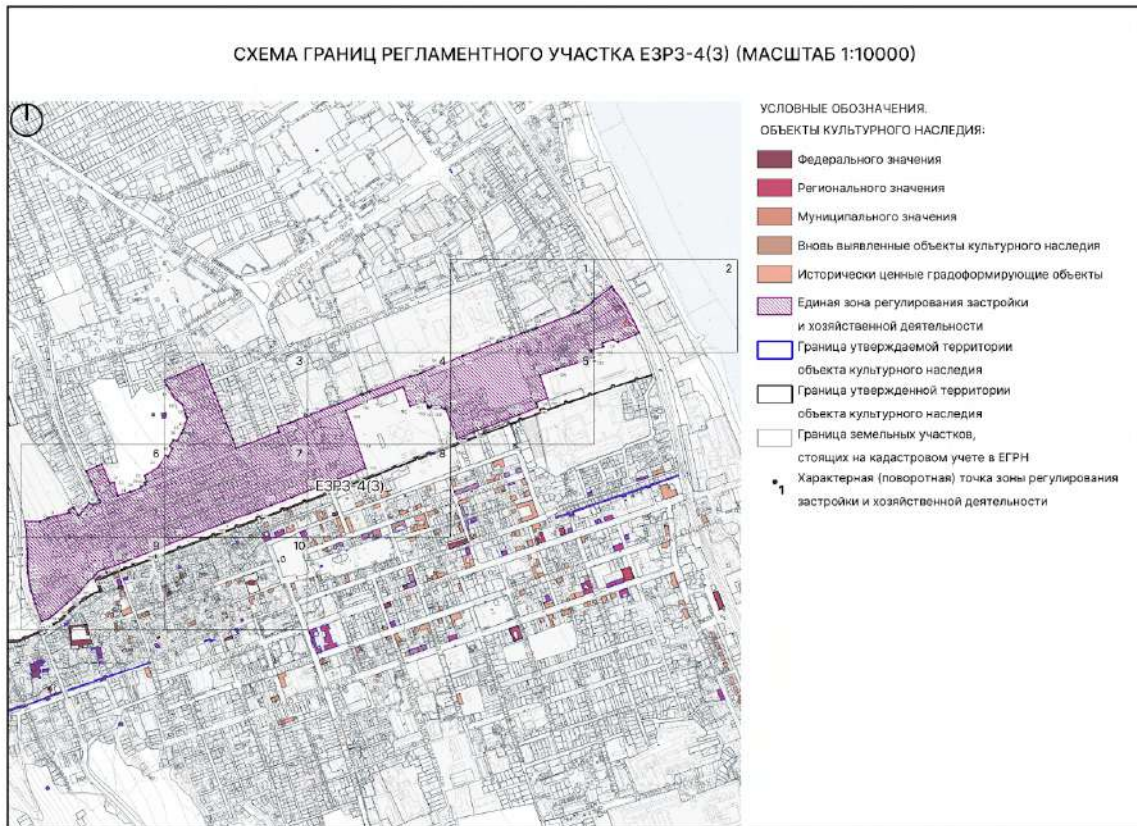 СХЕМА ГРАНИЦ РЕГЛАМЕНТНОГО УЧАСТКА ЕЗРЗ-4(3) (МАСШТАБ 1:10000)
УСЛОВНЫЕ ОБОЗНАЧЕНИЯ.
ОБЪЕКТЫ КУЛЬТУРНОГО НАСЛЕДИЯ:
Федерального значения
Регионального значения
Муниципального значения
Вновь выявленные объекты культурного наследия
Исторически ценные градоформирующие объекты
Единая зона регулирования застройки
и хозяйственной деятельности
Граница утверждаемой территории
объекта культурного наследия
Граница утвержденной территории
объекта культурного наследия
Граница земельных участков,
стоящих на кадастровом учете в ЕГРН
1 Характерная (поворотная) точка зоны регулирования
застройки и хозяйственной деятельности
1
2
3
4
5
6
7
8
ЕЗРЗ-4(3)
9
10